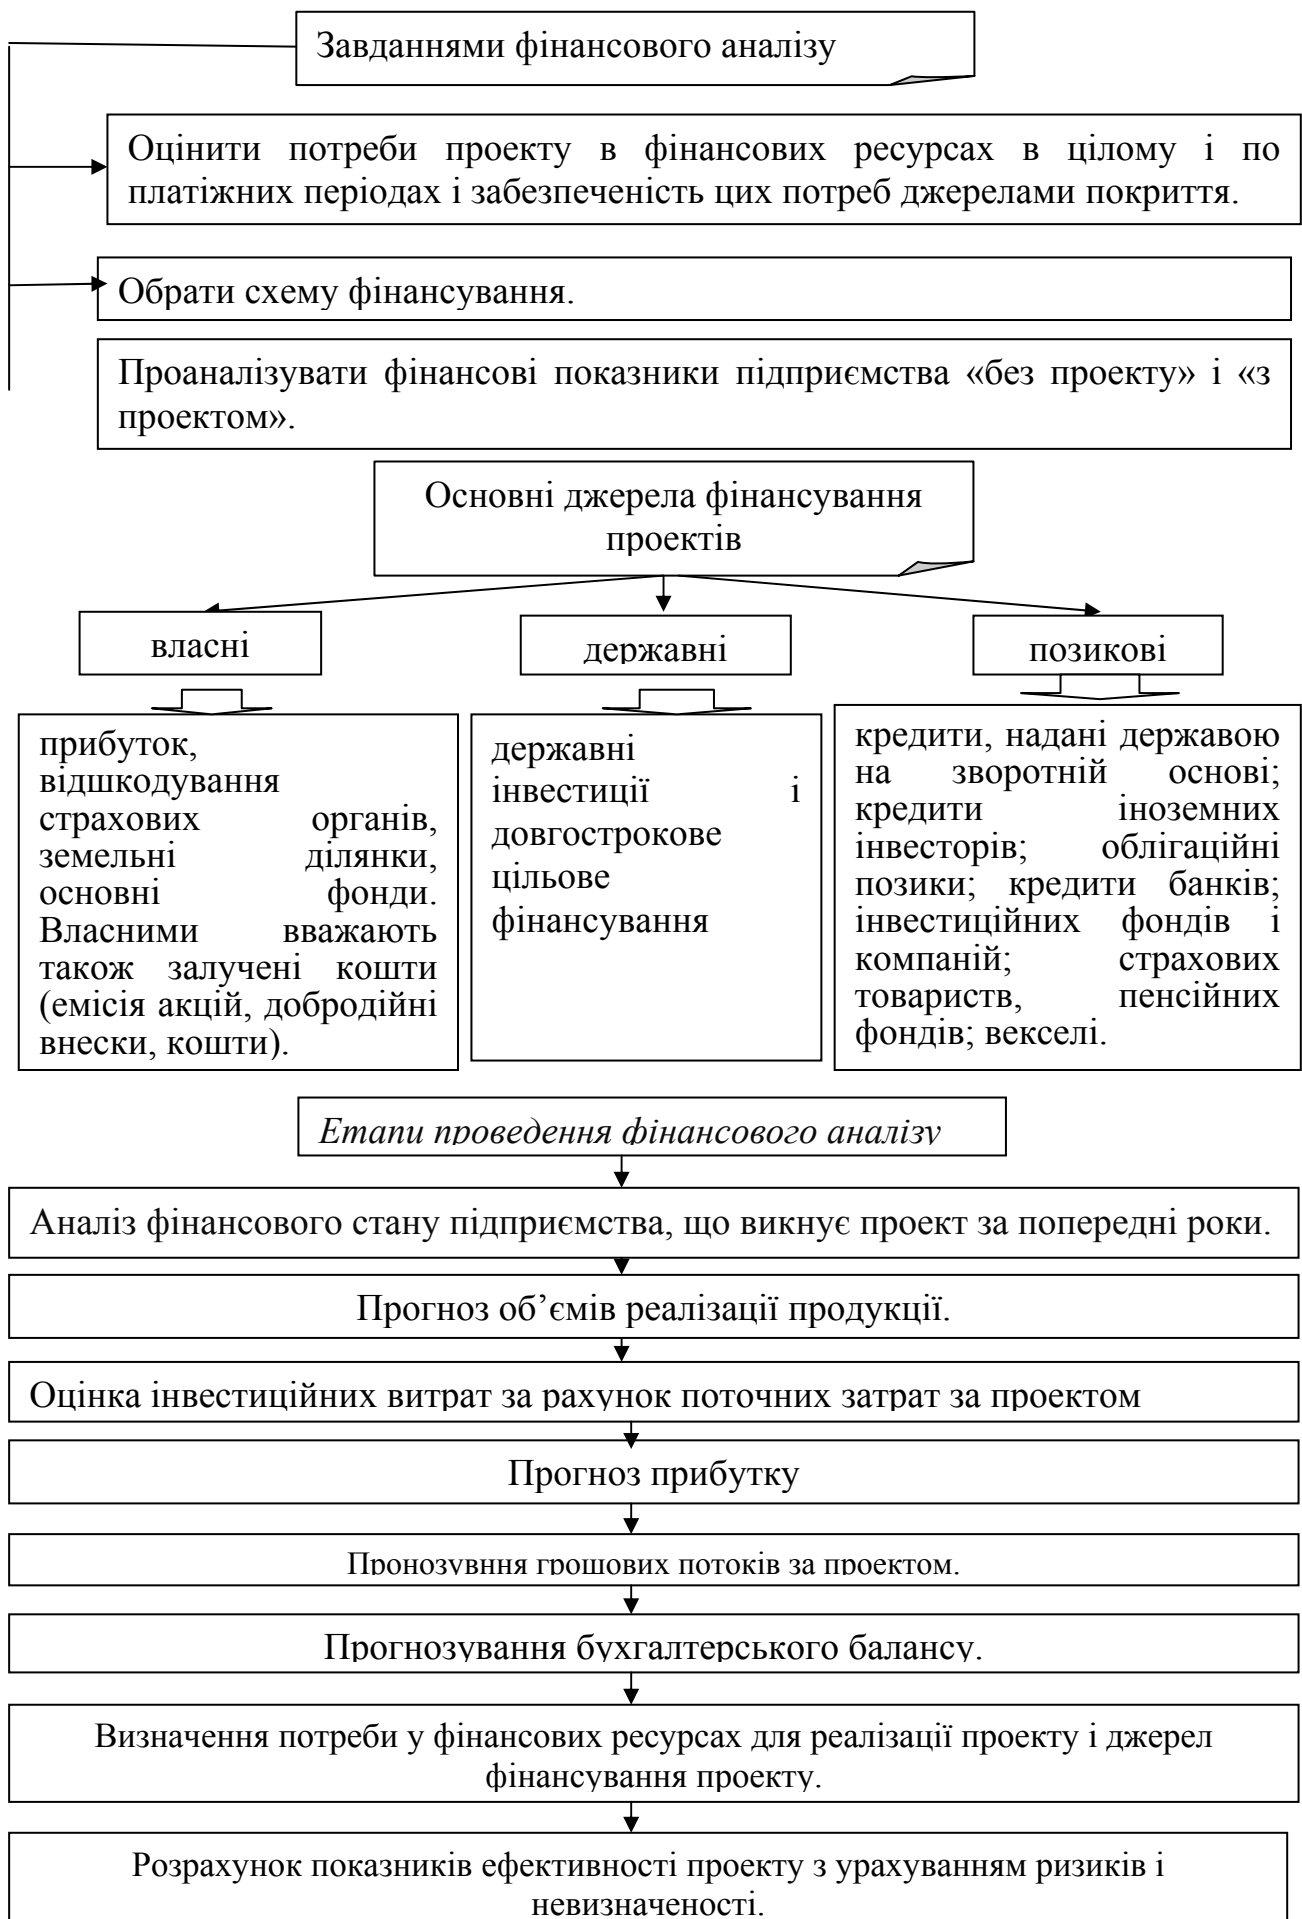 Завданнями фінансового аналізу
Оцінити потреби проекту в фінансових ресурсах в цілому і по
платіжних періодах і забезпеченість цих потреб джерелами покриття.
Обрати схему фінансування.
Проаналізувати фінансові показники підприємства «без проекту» і «з
проектом».
Основні джерела фінансування
проектів
власні
державні
позикові
прибуток,
відшкодування
страхових органів,
земельні ділянки,
основні фонди.
Власними вважають
також залучені кошти
(емісія акцій, добродійні
внески, кошти).
державні
інвестиції і
довгострокове
цільове
фінансування
кредити, надані державою
на зворотній основі;
кредити іноземних
інвесторів; облігаційні
позики; кредити банків;
інвестиційних фондів і
компаній; страхових
товариств, пенсійних
фондів; векселі.
Етапи проведення фінансового аналізу
Аналіз фінансового стану підприємства, що викнує проект за попередні роки.
Прогноз об’ємів реалізації продукції.
Оцінка інвестиційних витрат за рахунок поточних затрат за проектом
Прогноз прибутку
Пронозувння грошових потоків за проектом.
Прогнозування бухгалтерського балансу.
Визначення потреби у фінансових ресурсах для реалізації проекту і джерел
фінансування проекту.
Розрахунок показників ефективності проекту з урахуванням ризиків і
невизначеності.